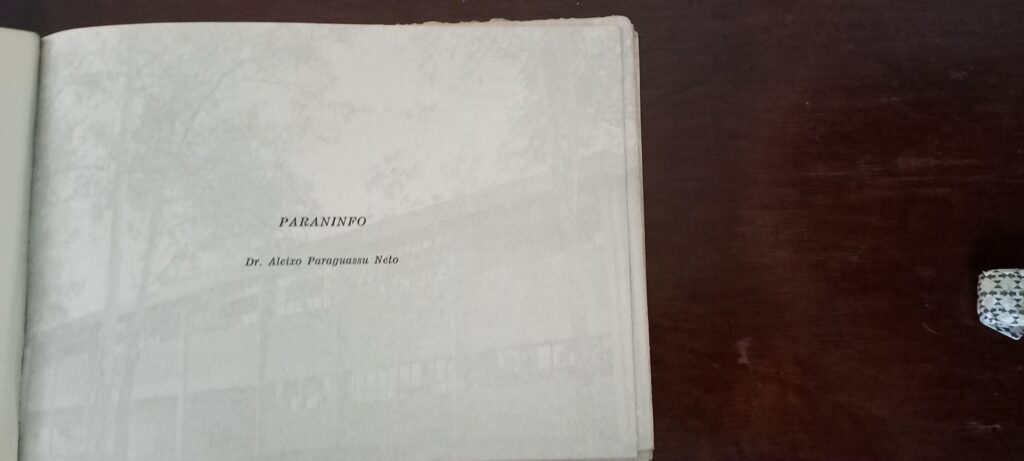 PARANINFO
Dr. Aleixo Paraguassu Neto